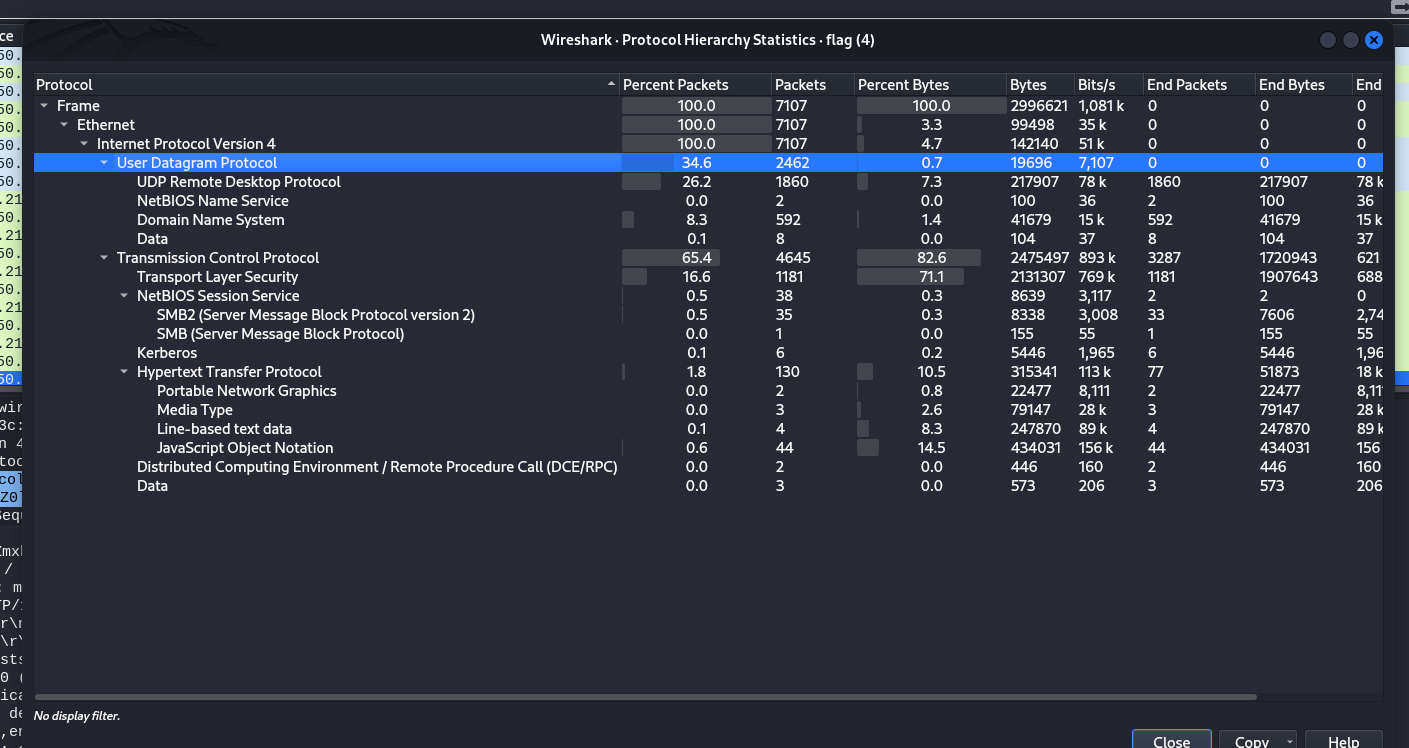 Wireshark · Protocol Hierarchy Statistics · flag (4)
Protocol Percent Packets Packets Percent Bytes Bytes Bits/s End Packets End Bytes End
Frame 100.0 7107 100.0 2996621 1,081 k 0 0 0
Ethernet 100.0 7107 3.3 99498 35 k 0 0 0
Internet Protocol Version 4 100.0 7107 4.7 142140 51 k 0 0 0
User Datagram Protocol 34.6 2462 0.7 19696 7,107 0 0 0
UDP Remote Desktop Protocol 26.2 1860 7.3 217907 78 k 1860 217907 78 k
NetBIOS Name Service 0.0 2 0.0 100 36 2 100 36
Domain Name System 8.3 592 1.4 41679 15 k 592 41679 15 k
Data 0.1 8 0.0 104 37 8 104 37
Transmission Control Protocol 65.4 4645 82.6 2475497 893 k 3287 1720943 621
Transport Layer Security 16.6 1181 71.1 2131307 769 k 1181 1907643 688
NetBIOS Session Service 0.5 38 0.3 8639 3,117 2 2 0
SMB2 (Server Message Block Protocol version 2) 0.5 35 0.3 8338 3,008 33 7606 2,74
SMB (Server Message Block Protocol) 0.0 1 0.0 155 55 1 155 55
Kerberos 0.1 6 0.2 5446 1,965 6 5446 1,96
Hypertext Transfer Protocol 1.8 130 10.5 315341 113 k 77 51873 18 k
Portable Network Graphics 0.0 2 0.8 22477 8,111 2 22477 8,11
Media Type 0.0 3 2.6 79147 28 k 3 79147 28 k
Line-based text data 0.1 4 8.3 247870 89 k 4 247870 89 k
JavaScript Object Notation 0.6 44 14.5 434031 156 k 44 434031 156
Distributed Computing Environment / Remote Procedure Call (DCE/RPC) 0.0 2 0.0 446 160 2 446 160
Data 0.0 3 0.0 573 206 3 573 206
No display filter.
Close Copy Help